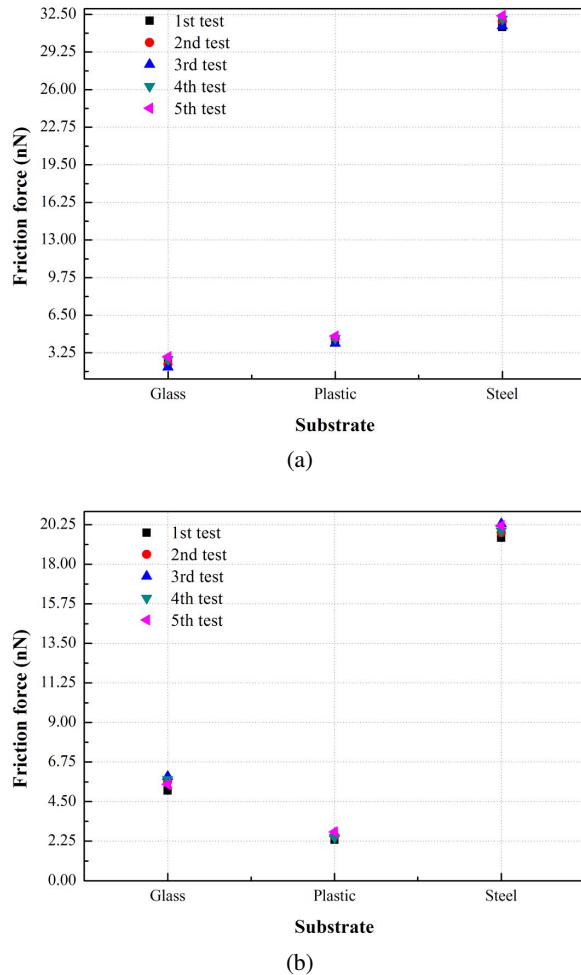 32.50
29.25
26.00
22.75
19.50
16.25
13.00
9.75
6.50
3.25
Friction force (nN)
1st test
2nd test
3rd test
4th test
5th test
Glass
Plastic
Steel
Substrate
(a)
20.25
18.00
15.75
13.50
11.25
9.00
6.75
4.50
2.25
0.00
Friction force (nN)
1st test
2nd test
3rd test
4th test
5th test
Glass
Plastic
Steel
Substrate
(b)